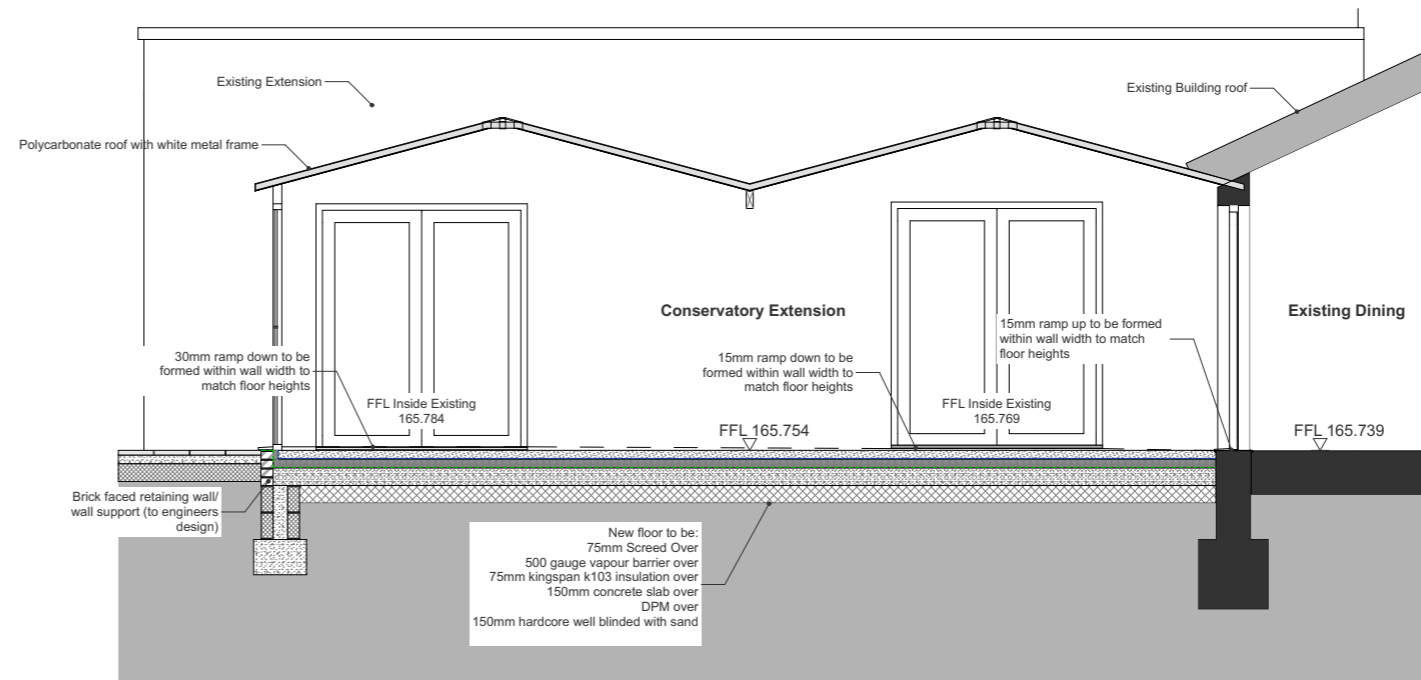 Existing Extension
Existing Building roof
Polycarbonate roof with white metal frame
Conservatory Extension
Existing Dining
15mm ramp up to be formed
within wall width to match
floor heights
30mm ramp down to be
formed within wall width to
match floor heights
15mm ramp down to be
formed within wall width to
match floor heights
FFL Inside Existing
165.784
FFL Inside Existing
165.769
FFL 165.754
FFL 165.739
Brick faced retaining wall/
wall support (to engineers
design)
New floor to be:
75mm Screed Over
500 gauge vapour barrier over
75mm kingspan k103 insulation over
150mm concrete slab over
DPM over
150mm hardcore well blinded with sand